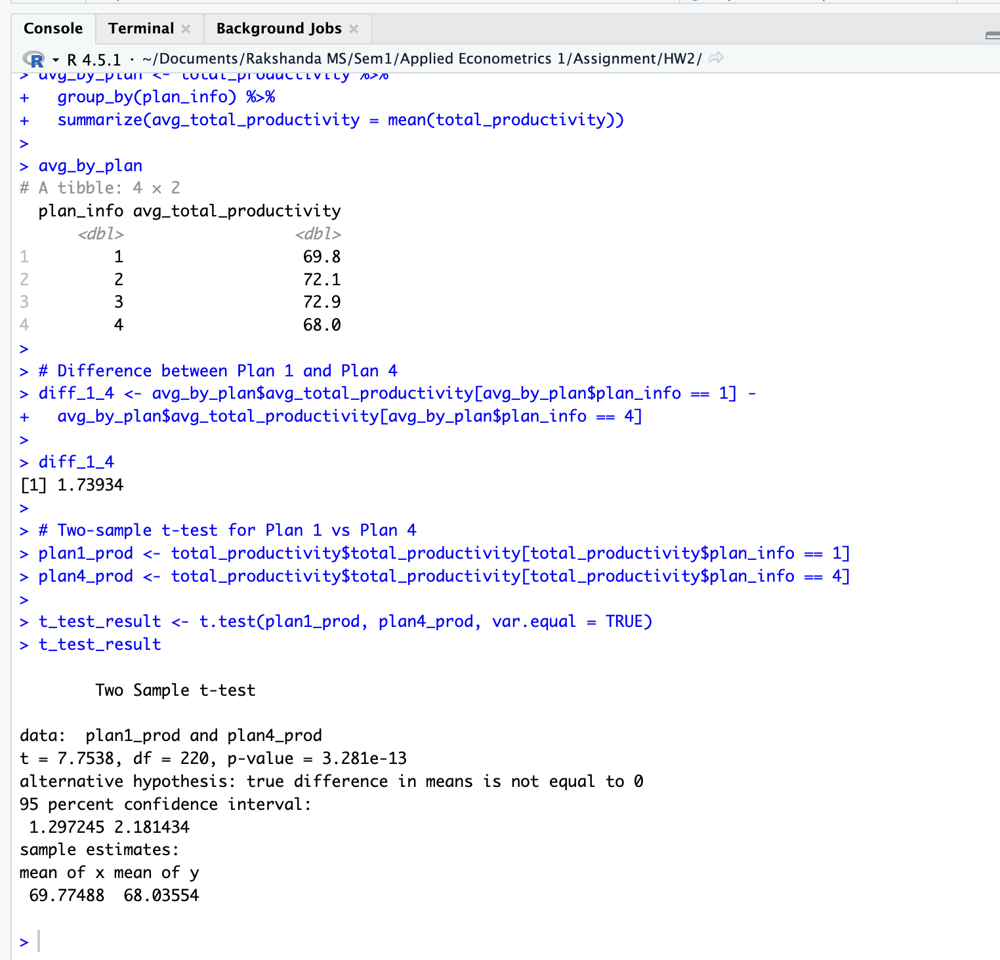 Console Terminal × Background Jobs ×
R 4.5.1 · ~/Documents/Rakshanda MS/Sem1/Applied Econometrics 1/Assignment/HW2/
> avg_by_plan <- total_productivity %>%
+   group_by(plan_info) %>%
+   summarize(avg_total_productivity = mean(total_productivity))
>
> avg_by_plan
# A tibble: 4 × 2
  plan_info avg_total_productivity
      <dbl>                  <dbl>
1         1                   69.8
2         2                   72.1
3         3                   72.9
4         4                   68.0
>
> # Difference between Plan 1 and Plan 4
> diff_1_4 <- avg_by_plan$avg_total_productivity[avg_by_plan$plan_info == 1] -
+   avg_by_plan$avg_total_productivity[avg_by_plan$plan_info == 4]
>
> diff_1_4
[1] 1.73934
>
> # Two-sample t-test for Plan 1 vs Plan 4
> plan1_prod <- total_productivity$total_productivity[total_productivity$plan_info == 1]
> plan4_prod <- total_productivity$total_productivity[total_productivity$plan_info == 4]
>
> t_test_result <- t.test(plan1_prod, plan4_prod, var.equal = TRUE)
> t_test_result
        Two Sample t-test
data:  plan1_prod and plan4_prod
t = 7.7538, df = 220, p-value = 3.281e-13
alternative hypothesis: true difference in means is not equal to 0
95 percent confidence interval:
 1.297245 2.181434
sample estimates:
mean of x mean of y
 69.77488  68.03554
>